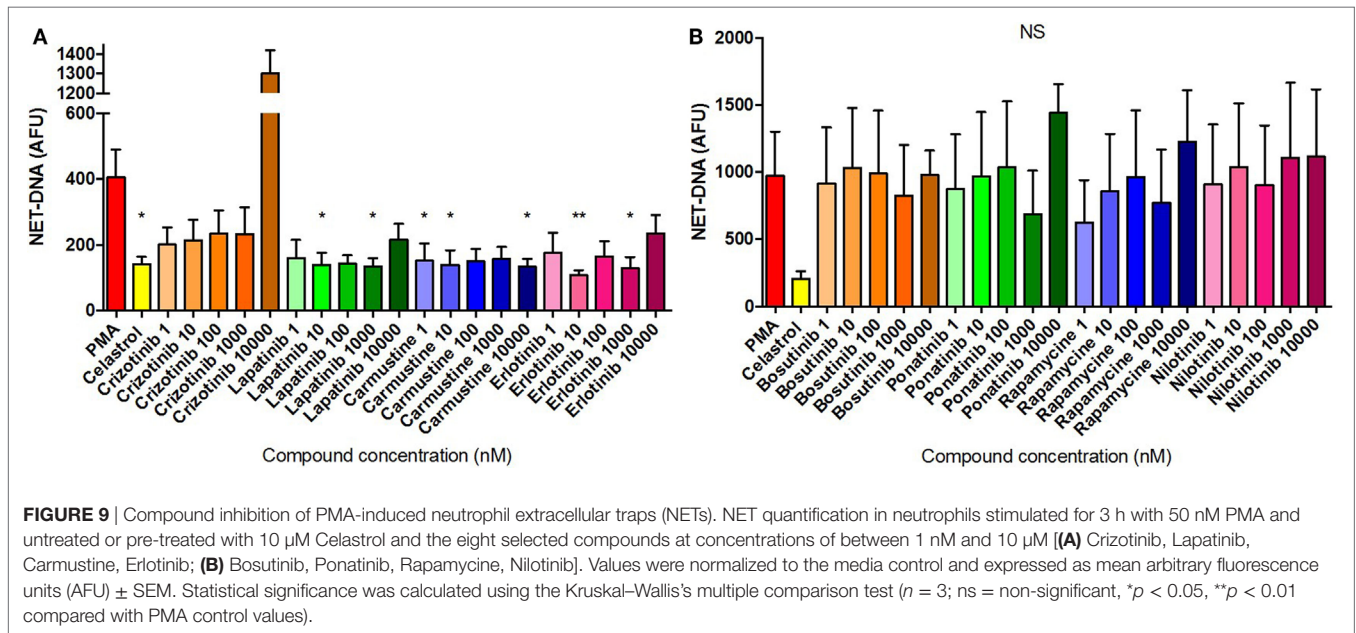 A
NET-DNA (AFU)
1400
1300
1200
600
400
200
0
*
*
*
*
*
*
**
*
PMA
Celastrol
Crizotinib 1
Crizotinib 10
Crizotinib 100
Crizotinib 1000
Crizotinib 10000
Lapatinib 1
Lapatinib 10
Lapatinib 100
Lapatinib 1000
Lapatinib 10000
Carmustine 1
Carmustine 10
Carmustine 100
Carmustine 1000
Carmustine 10000
Erlotinib 1
Erlotinib 10
Erlotinib 100
Erlotinib 1000
Erlotinib 10000
Compound concentration (nM)
B
NS
NET-DNA (AFU)
2000
1500
1000
500
0
PMA
Celastrol
Bosutinib 1
Bosutinib 10
Bosutinib 100
Bosutinib 1000
Bosutinib 10000
Ponatinib 1
Ponatinib 10
Ponatinib 100
Ponatinib 1000
Ponatinib 10000
Rapamycine 1
Rapamycine 10
Rapamycine 100
Rapamycine 1000
Rapamycine 10000
Nilotinib 1
Nilotinib 10
Nilotinib 100
Nilotinib 1000
Nilotinib 10000
Compound concentration (nM)
FIGURE 9 | Compound inhibition of PMA-induced neutrophil extracellular traps (NETs). NET quantification in neutrophils stimulated for 3 h with 50 nM PMA and
untreated or pre-treated with 10 µM Celastrol and the eight selected compounds at concentrations of between 1 nM and 10 µM [(A) Crizotinib, Lapatinib,
Carmustine, Erlotinib; (B) Bosutinib, Ponatinib, Rapamycine, Nilotinib]. Values were normalized to the media control and expressed as mean arbitrary fluorescence
units (AFU) ± SEM. Statistical significance was calculated using the Kruskal–Wallis's multiple comparison test (n = 3; ns = non-significant, *p < 0.05, **p < 0.01
compared with PMA control values).